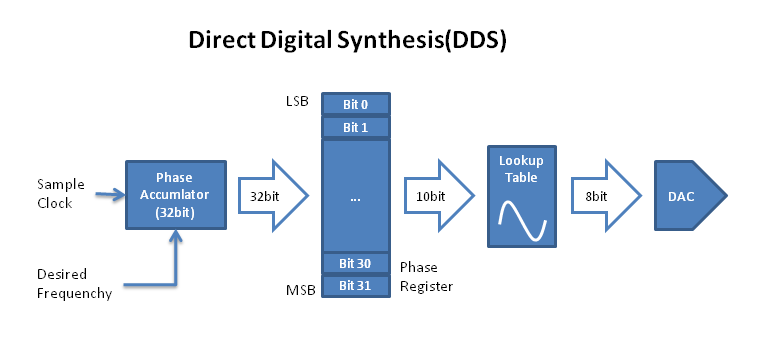 Direct Digital Synthesis(DDS)
LSB
Bit 0
Bit 1
Sample
Clock
Phase
Accumlator
(32bit)
32bit
...
10bit
Lookup
Table
8bit
DAC
Desired
Frequenchy
Bit 30
MSB
Bit 31
Phase
Register